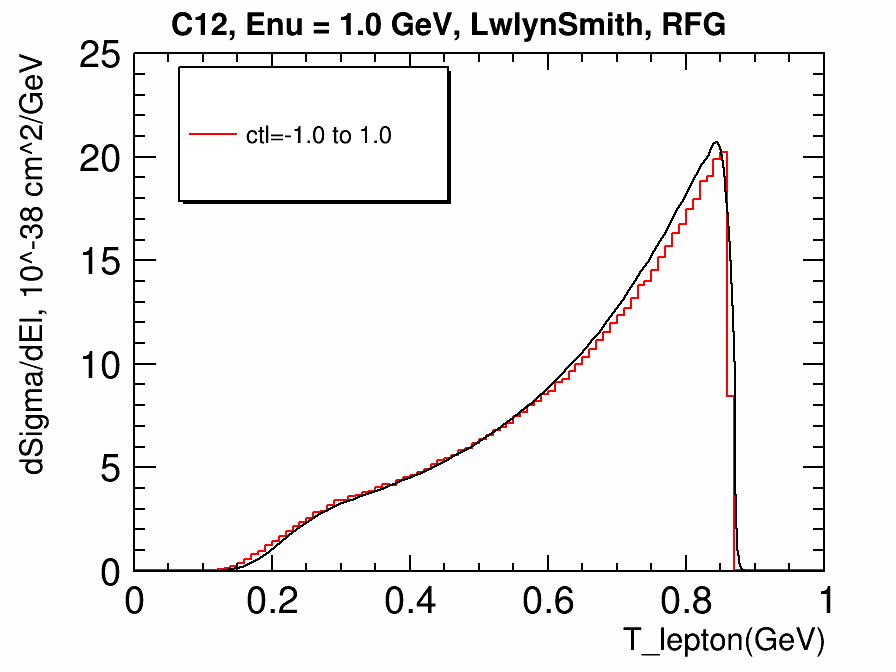 C12, Enu = 1.0 GeV, LwlynSmith, RFG
dSigma/dEl, 10^-38 cm^2/GeV
25
20
15
10
5
0
ctl=-1.0 to 1.0
0 0.2 0.4 0.6 0.8 1
T_lepton(GeV)